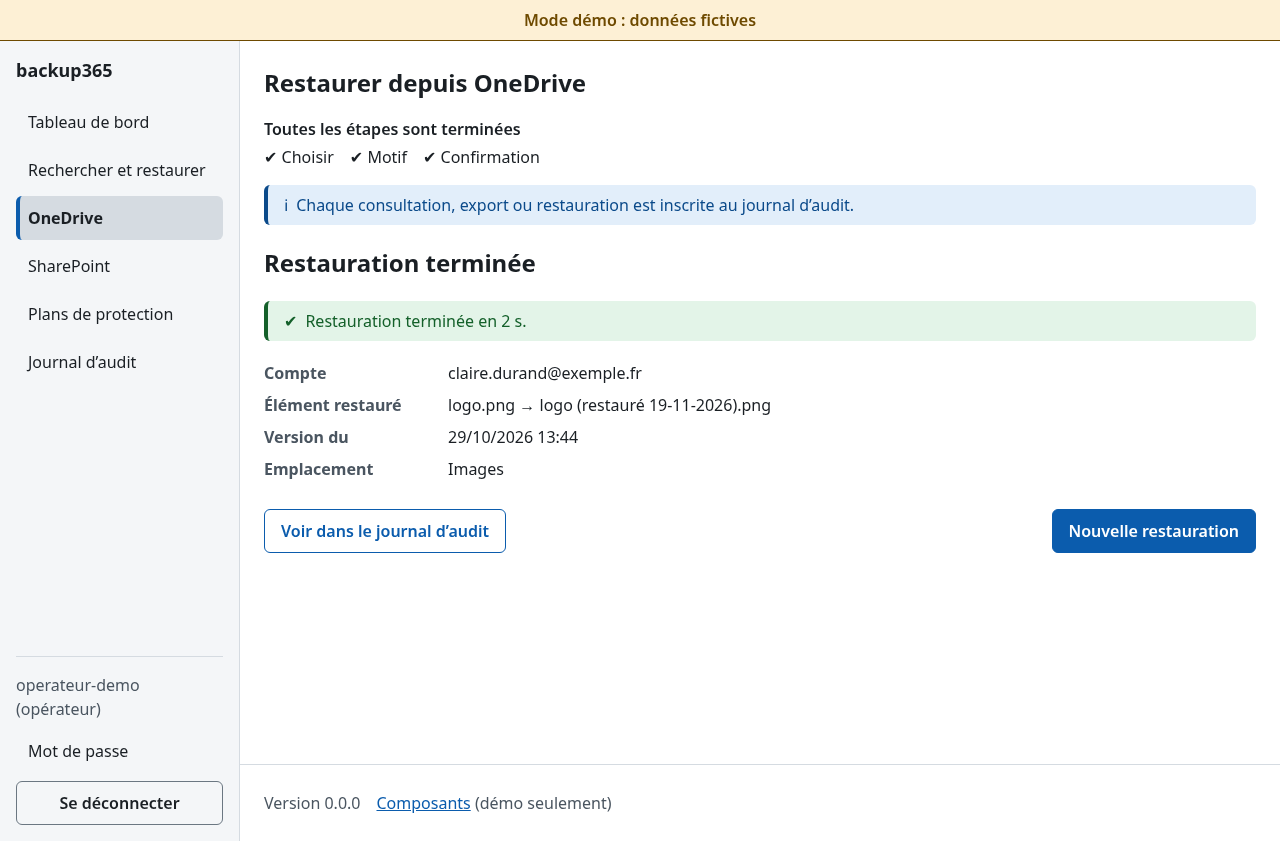 Mode démo : données fictives
backup365
Tableau de bord
Rechercher et restaurer
OneDrive
SharePoint
Plans de protection
Journal d’audit
operateur-demo
(opérateur)
Mot de passe
Se déconnecter
Restaurer depuis OneDrive
Toutes les étapes sont terminées
✔ Choisir ✔ Motif ✔ Confirmation
i Chaque consultation, export ou restauration est inscrite au journal d’audit.
Restauration terminée
✔ Restauration terminée en 2 s.
Compte claire.durand@exemple.fr
Élément restauré logo.png → logo (restauré 19-11-2026).png
Version du 29/10/2026 13:44
Emplacement Images
Voir dans le journal d’audit Nouvelle restauration
Version 0.0.0 Composants (démo seulement)